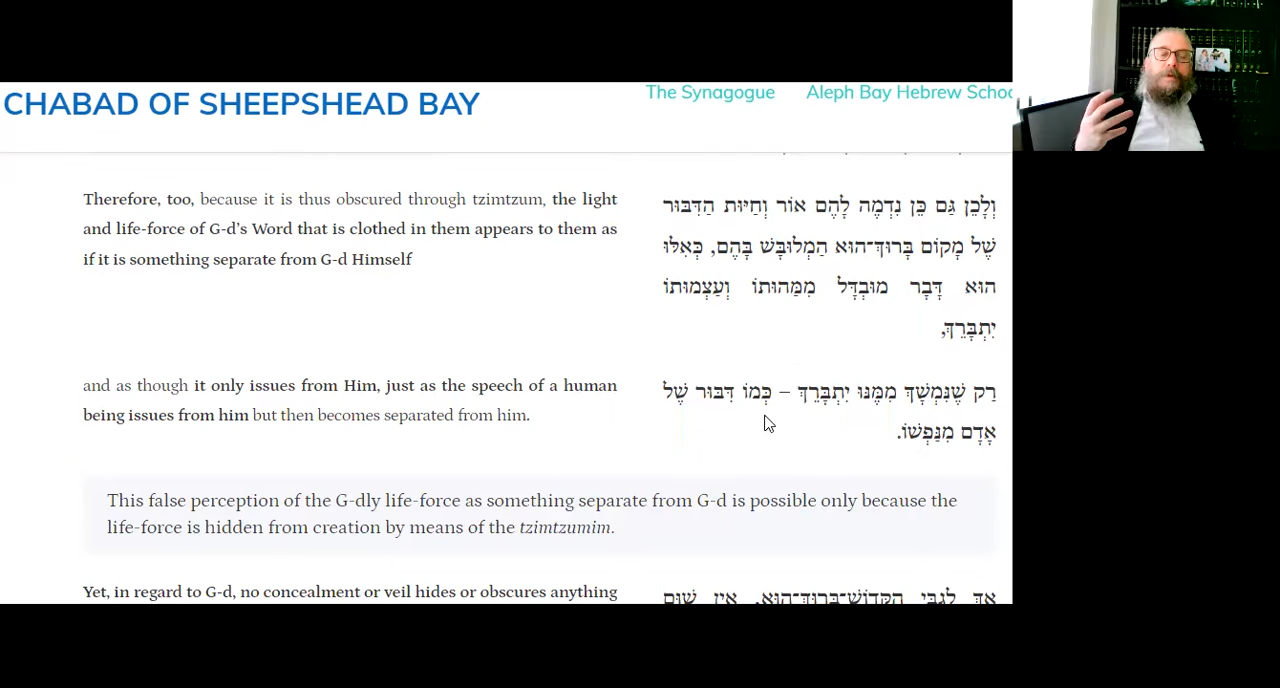 CHABAD OF SHEEPSHEAD BAY
The Synagogue
Aleph Bay Hebrew Schoo
Therefore, too, because it is thus obscured through tzimtzum, the light
and life-force of G-d’s Word that is clothed in them appears to them as
if it is something separate from G-d Himself
וְלָכֵן גַּם כֵּן נִדְמֶה לָהֶם אוֹר וְחַיּוּת הַדִּבּוּר
שֶׁל מָקוֹם בָּרוּךְ־הוּא הַמְלוּבָּשׁ בָּהֶם, כְּאִלּוּ
הוּא דָּבָר מוּבְדָּל מִמַּהוּתוֹ וְעַצְמוּתוֹ
יִתְבָּרֵךְ,
and as though it only issues from Him, just as the speech of a human
being issues from him but then becomes separated from him.
רַק שֶׁנִּמְשָׁךְ מִמֶּנּוּ יִתְבָּרֵךְ – כְּמוֹ דִּבּוּר שֶׁל
אָדָם מִנַּפְשׁוֹ.
This false perception of the G-dly life-force as something separate from G-d is possible only because the
life-force is hidden from creation by means of the tzimtzumim.
Yet, in regard to G-d, no concealment or veil hides or obscures anything
אַךְ לְגַבֵּי הַקָּדוֹשׁ־בָּרוּךְ־הוּא, אֵין שׁוּם